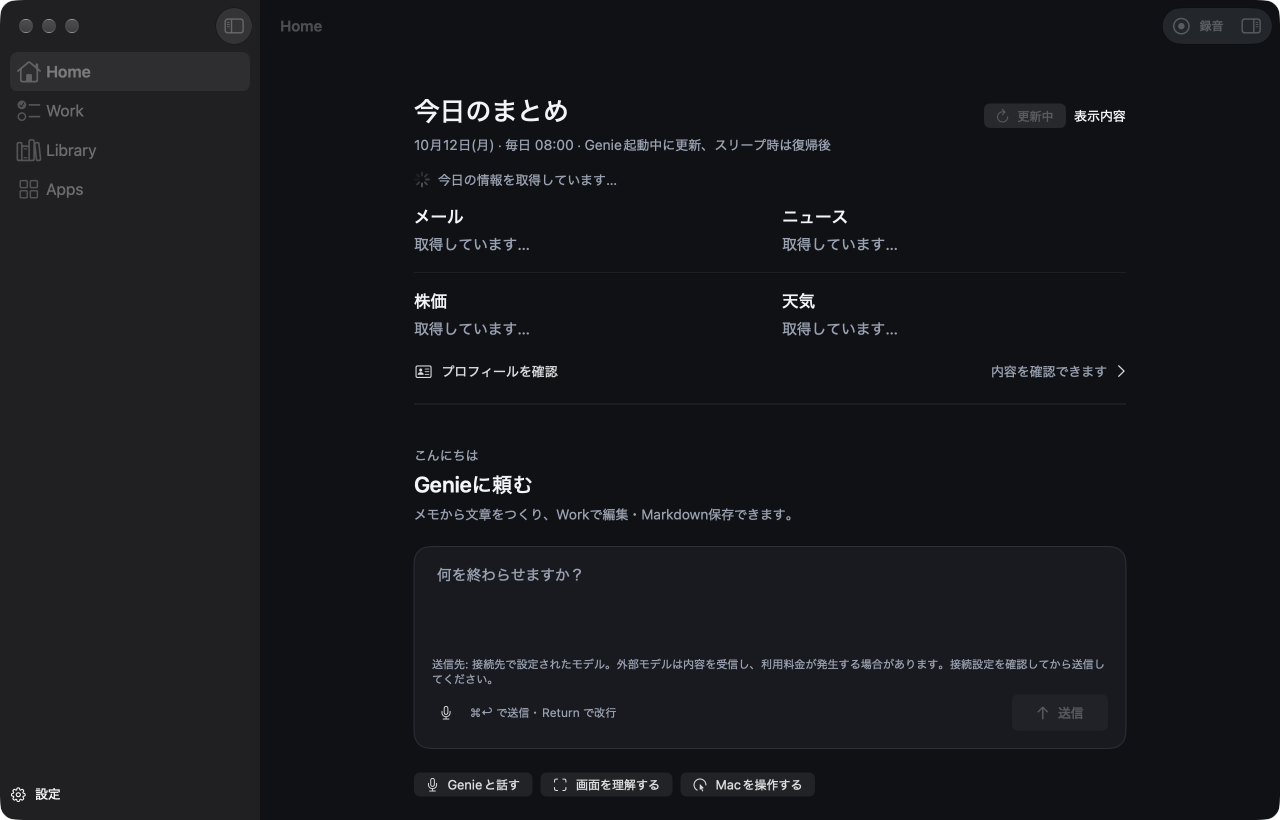 Home
録音
Home
Work
Library
Apps
設定
今日のまとめ
更新中
表示内容
10月12日(月) · 毎日 08:00 · Genie起動中に更新、スリープ時は復帰後
今日の情報を取得しています...
メール
取得しています...
ニュース
取得しています...
株価
取得しています...
天気
取得しています...
プロフィールを確認
内容を確認できます
こんにちは
Genieに頼む
メモから文章をつくり、Workで編集・Markdown保存できます。
何を終わらせますか？
送信先: 接続先で設定されたモデル。外部モデルは内容を受信し、利用料金が発生する場合があります。接続設定を確認してから送信し
てください。
⌘↩ で送信・Return で改行
送信
Genieと話す
画面を理解する
Macを操作する